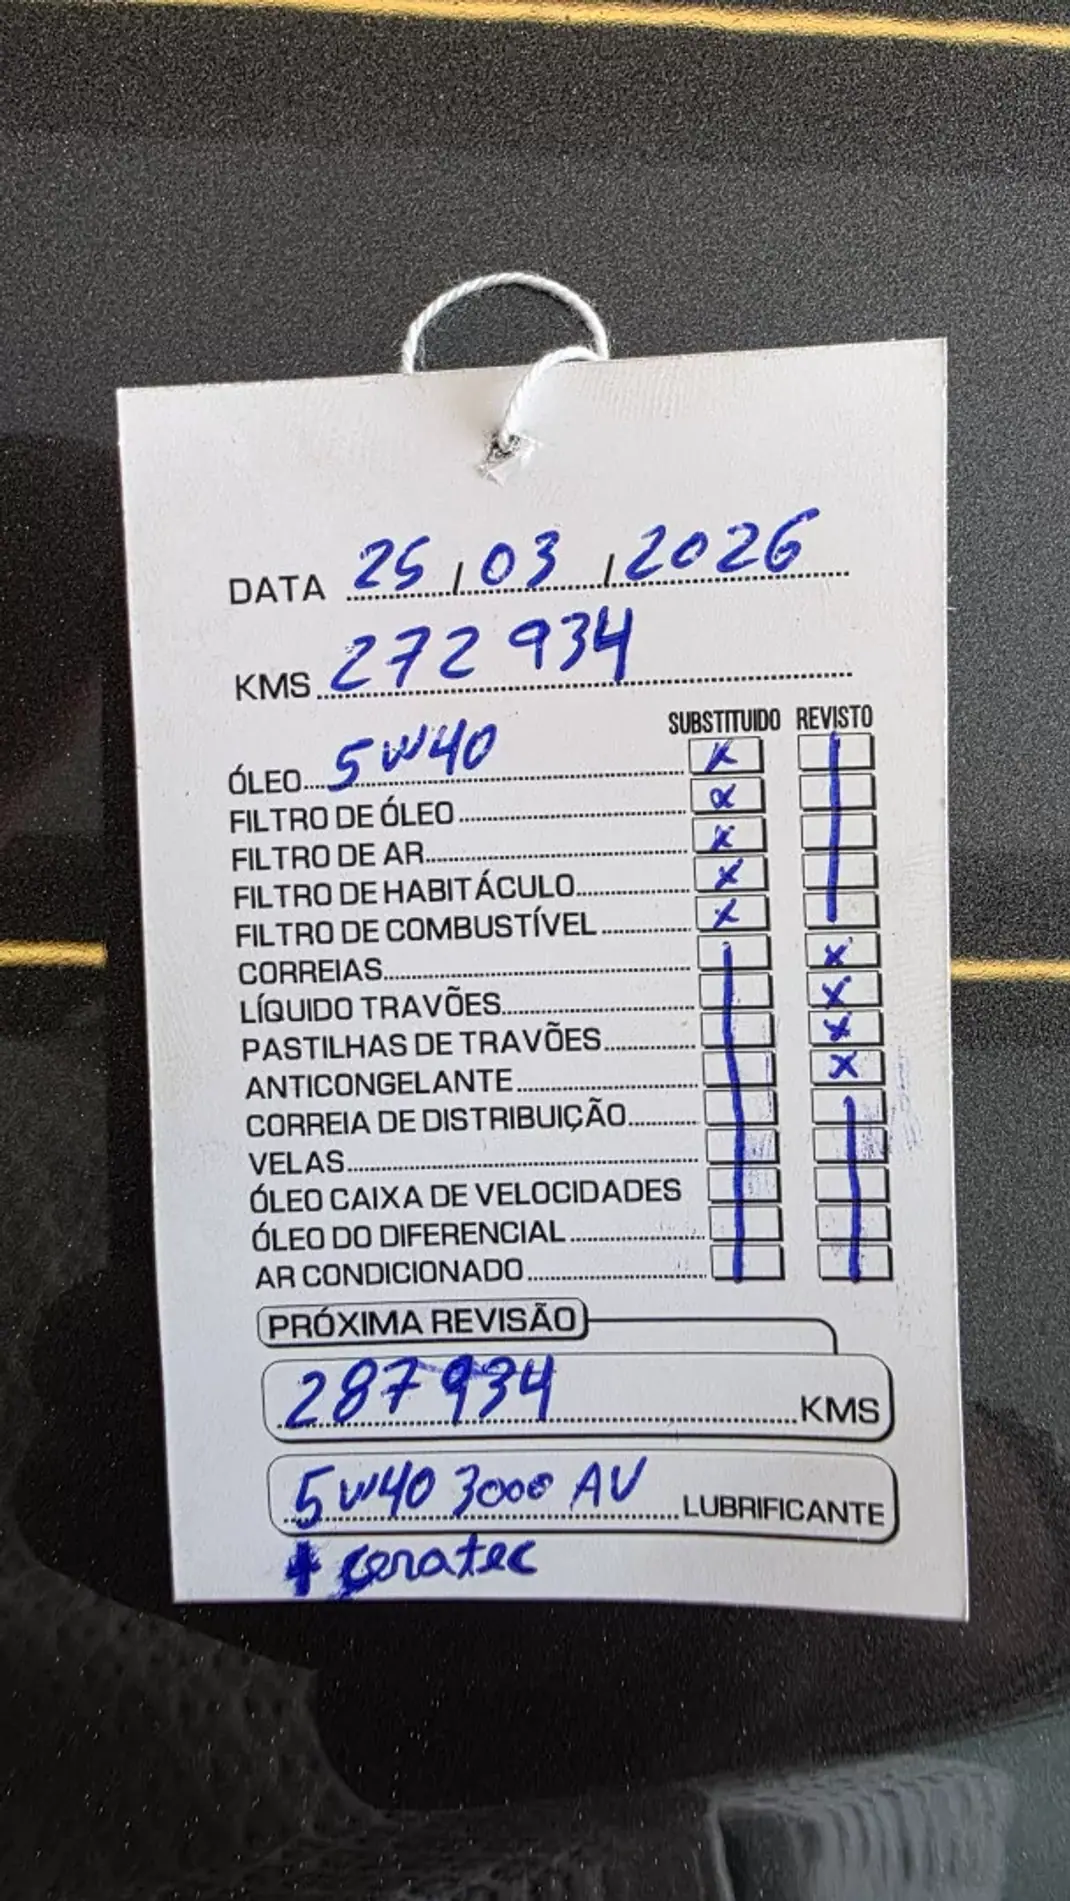 DATA 25 / 03 / 2026
KMS 272 934
SUBSTITUIDO REVISTO
ÓLEO 5W40 X
FILTRO DE ÓLEO X
FILTRO DE AR X
FILTRO DE HABITÁCULO X
FILTRO DE COMBUSTÍVEL X
CORREIAS X
LÍQUIDO TRAVÕES X
PASTILHAS DE TRAVÕES X
ANTICONGELANTE X
CORREIA DE DISTRIBUIÇÃO
VELAS
ÓLEO CAIXA DE VELOCIDADES
ÓLEO DO DIFERENCIAL
AR CONDICIONADO
PRÓXIMA REVISÃO
287934 KMS
5W40 3000 AV LUBRIFICANTE
+ ceratec